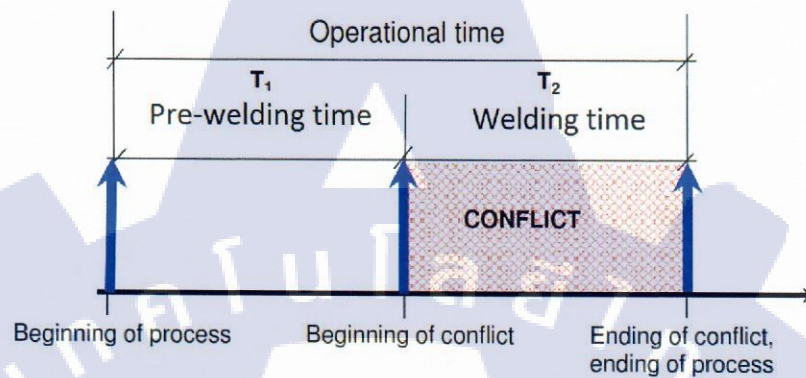 Operational time
T₁
T₂
Pre-welding time
Welding time
CONFLICT
Beginning of process
Beginning of conflict
Ending of conflict,
ending of process